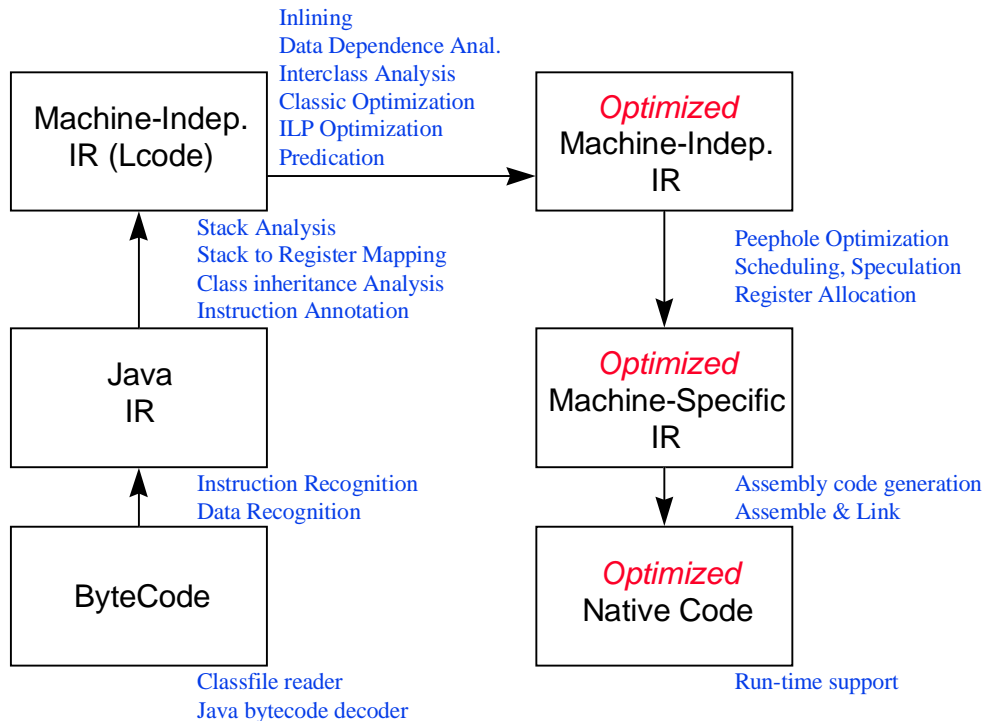 Inlining
Data Dependence Anal.
Interclass Analysis
Classic Optimization
ILP Optimization
Predication
Machine-Indep.
IR (Lcode)
Optimized
Machine-Indep.
IR
Stack Analysis
Stack to Register Mapping
Class inheritance Analysis
Instruction Annotation
Peephole Optimization
Scheduling, Speculation
Register Allocation
Java
IR
Optimized
Machine-Specific
IR
Instruction Recognition
Data Recognition
Assembly code generation
Assemble & Link
ByteCode
Optimized
Native Code
Classfile reader
Java bytecode decoder
Run-time support